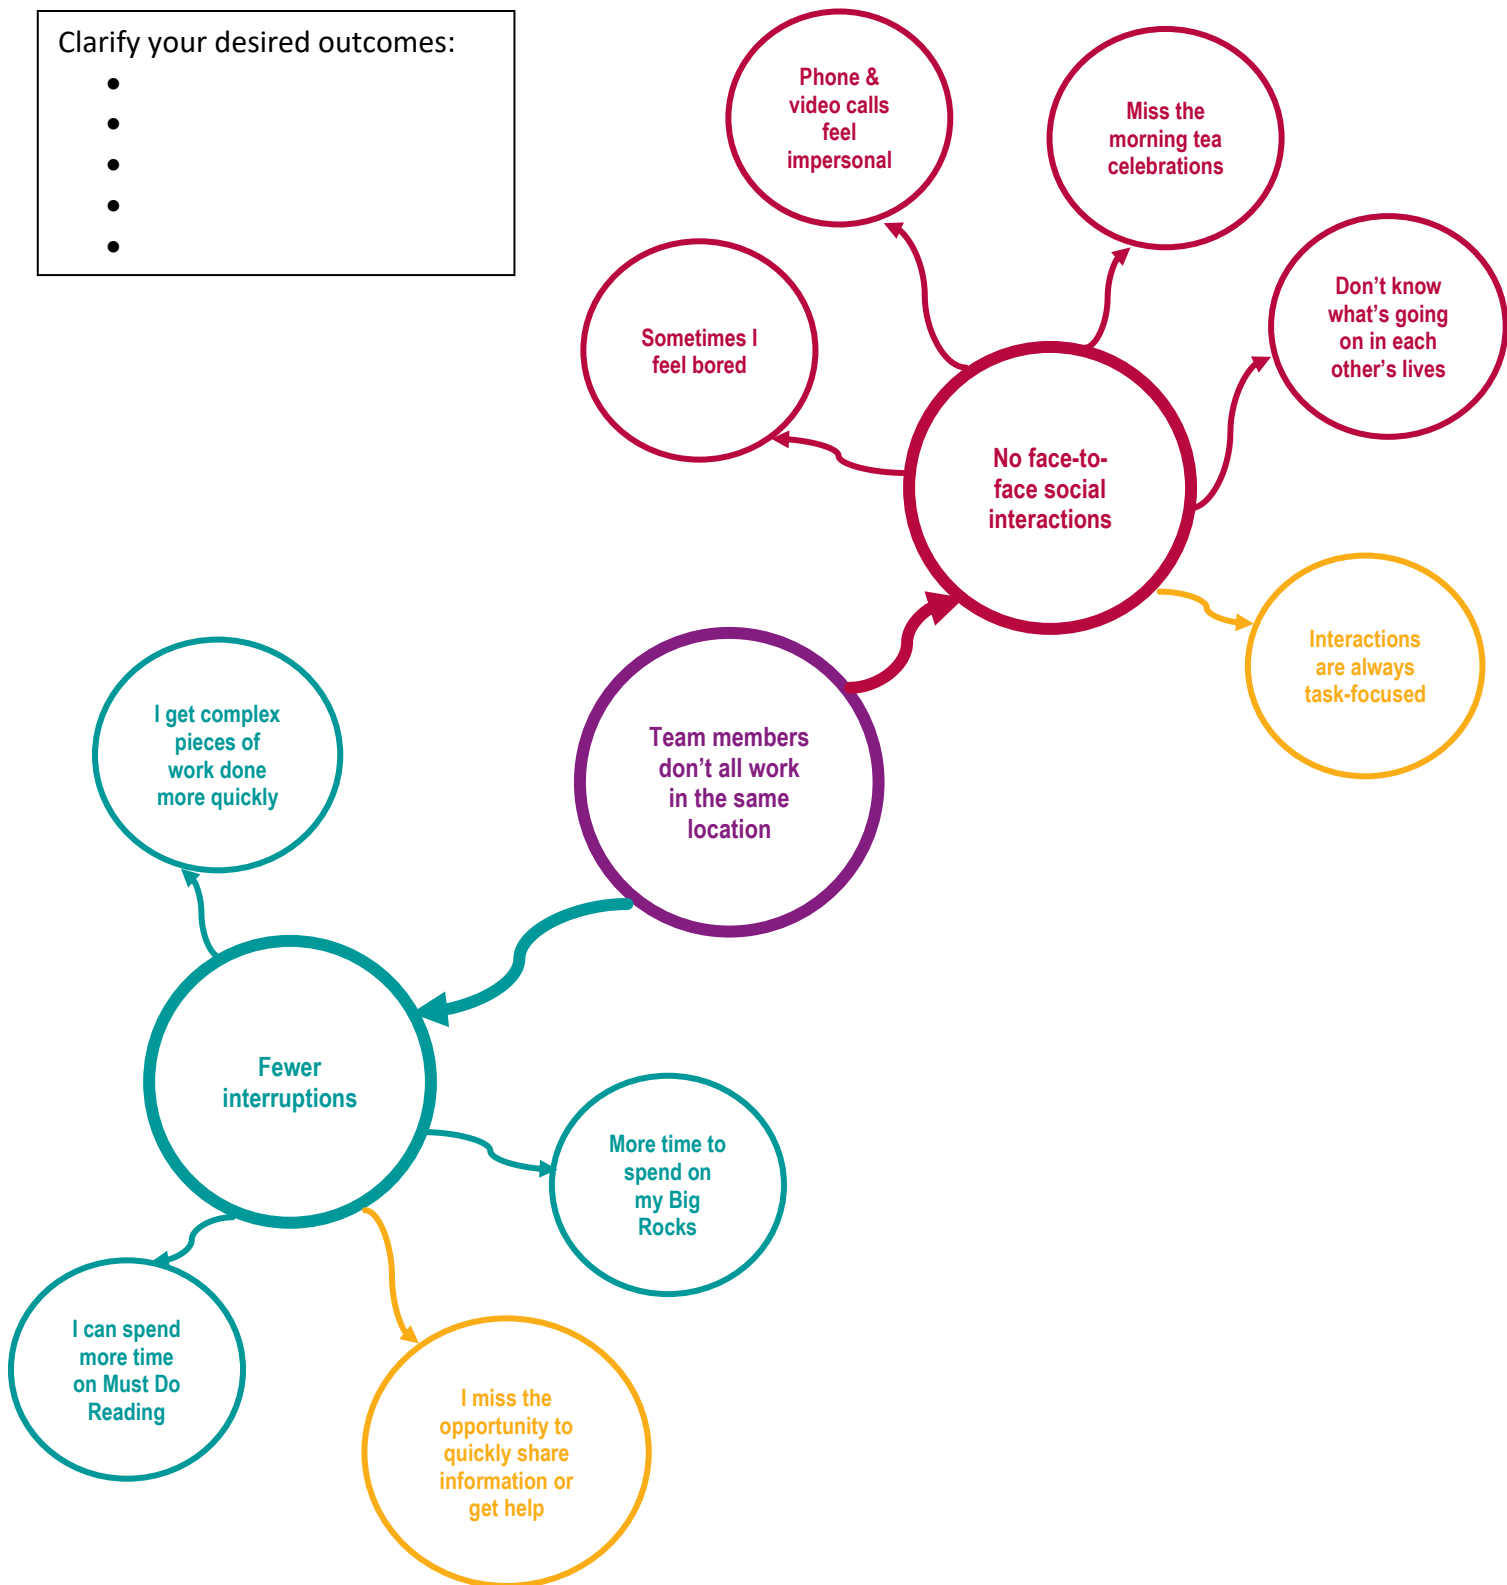 Clarify your desired outcomes:
•
•
•
•
•
Phone &
video calls
feel
impersonal
Miss the
morning tea
celebrations
Don’t know
what’s going
on in each
other’s lives
Sometimes I
feel bored
No face-to-
face social
interactions
Interactions
are always
task-focused
Team members
don’t all work
in the same
location
I get complex
pieces of
work done
more quickly
Fewer
interruptions
More time to
spend on
my Big
Rocks
I can spend
more time
on Must Do
Reading
I miss the
opportunity to
quickly share
information or
get help